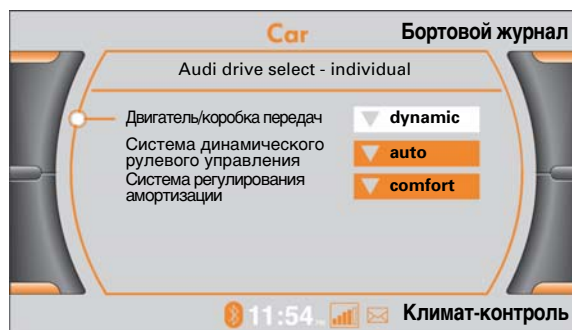 Car
Бортовой журнал
Audi drive select - individual
Двигатель/коробка передач
dynamic
Система динамического
рулевого управления
auto
Система регулирования
амортизации
comfort
11:54
Климат-контроль